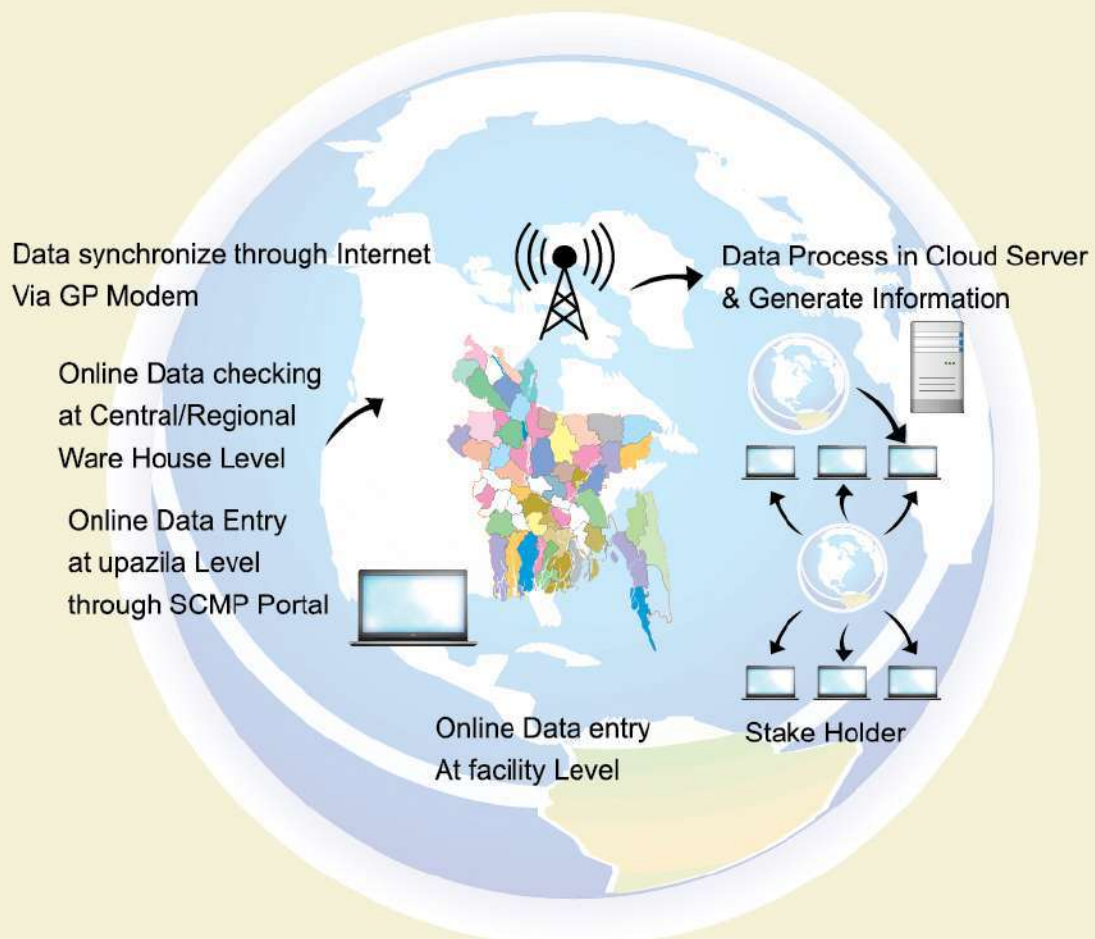 Data synchronize through Internet
Via GP Modem
Data Process in Cloud Server
& Generate Information
Online Data checking
at Central/Regional
Ware House Level
Online Data Entry
at upazila Level
through SCMP Portal
Online Data entry
At facility Level
Stake Holder